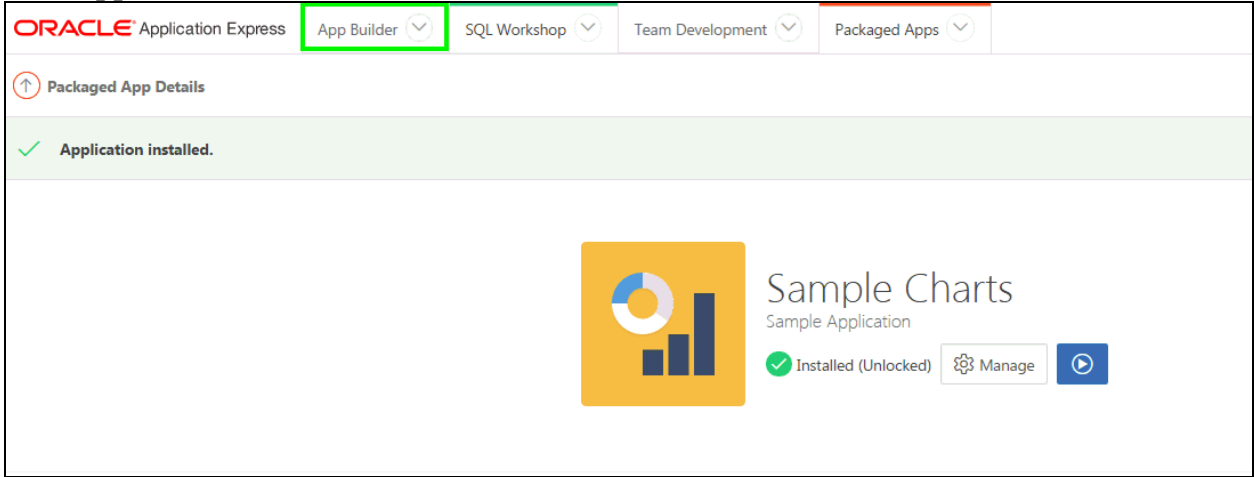 ORACLE Application Express App Builder SQL Workshop Team Development Packaged Apps
Packaged App Details
Application installed.
Sample Charts
Sample Application
Installed (Unlocked) Manage